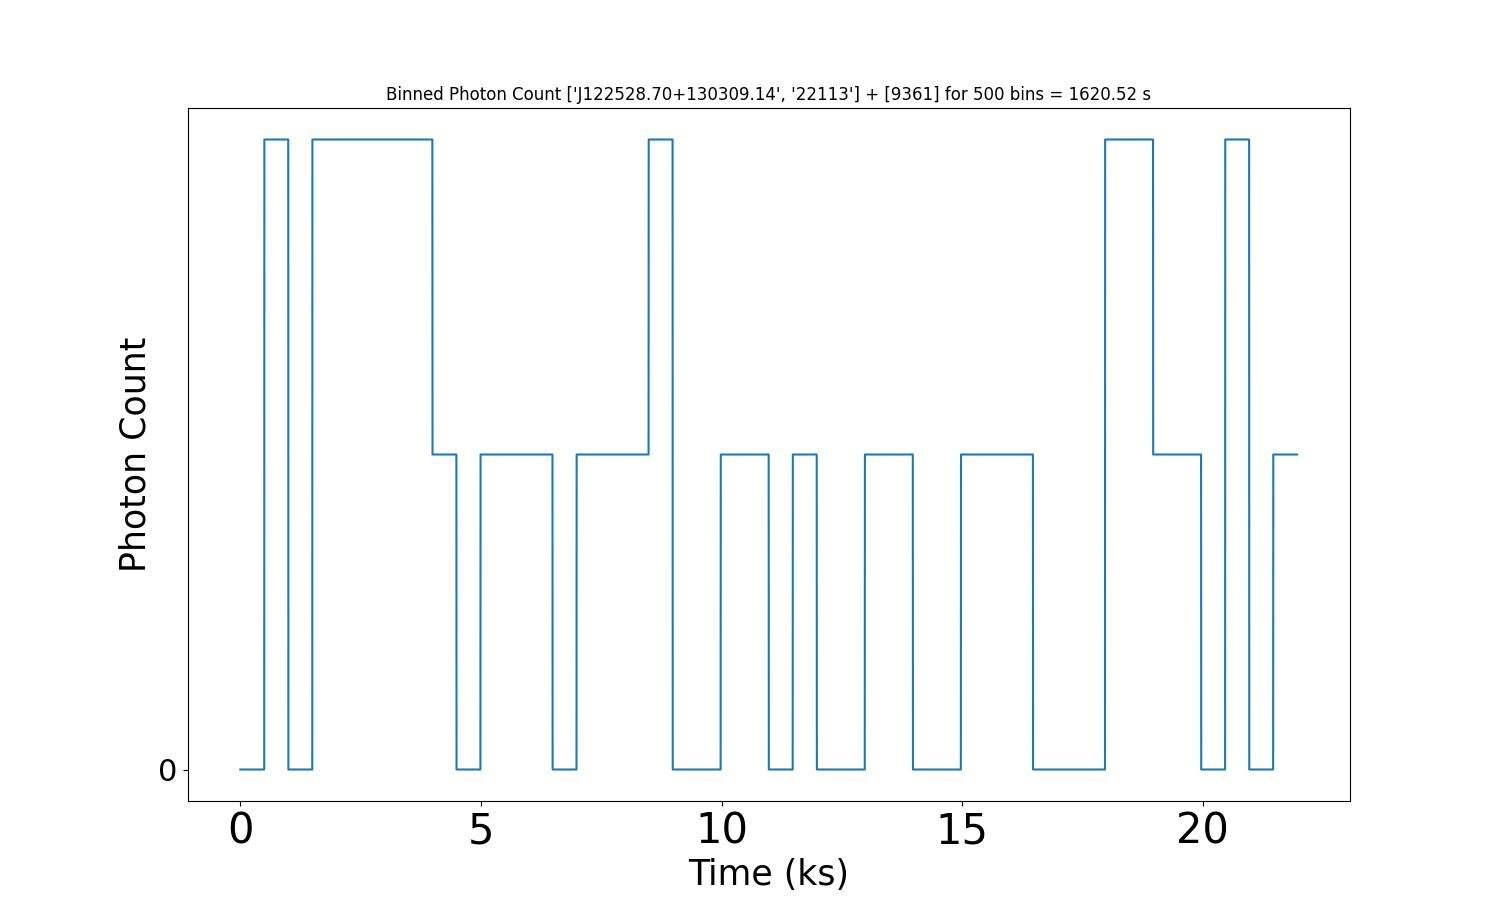 Binned Photon Count ['J122528.70+130309.14', '22113'] + [9361] for 500 bins = 1620.52 s
Photon Count
0
0 5 10 15 20
Time (ks)